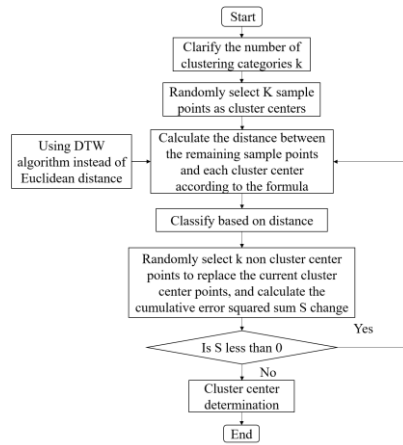 Start
Clarify the number of
clustering categories k
Randomly select K sample
points as cluster centers
Using DTW
algorithm instead of
Euclidean distance
Calculate the distance between
the remaining sample points
and each cluster center
according to the formula
Classify based on distance
Randomly select k non cluster center
points to replace the current cluster
center points, and calculate the
cumulative error squared sum S change
Yes
Is S less than 0
No
Cluster center
determination
End